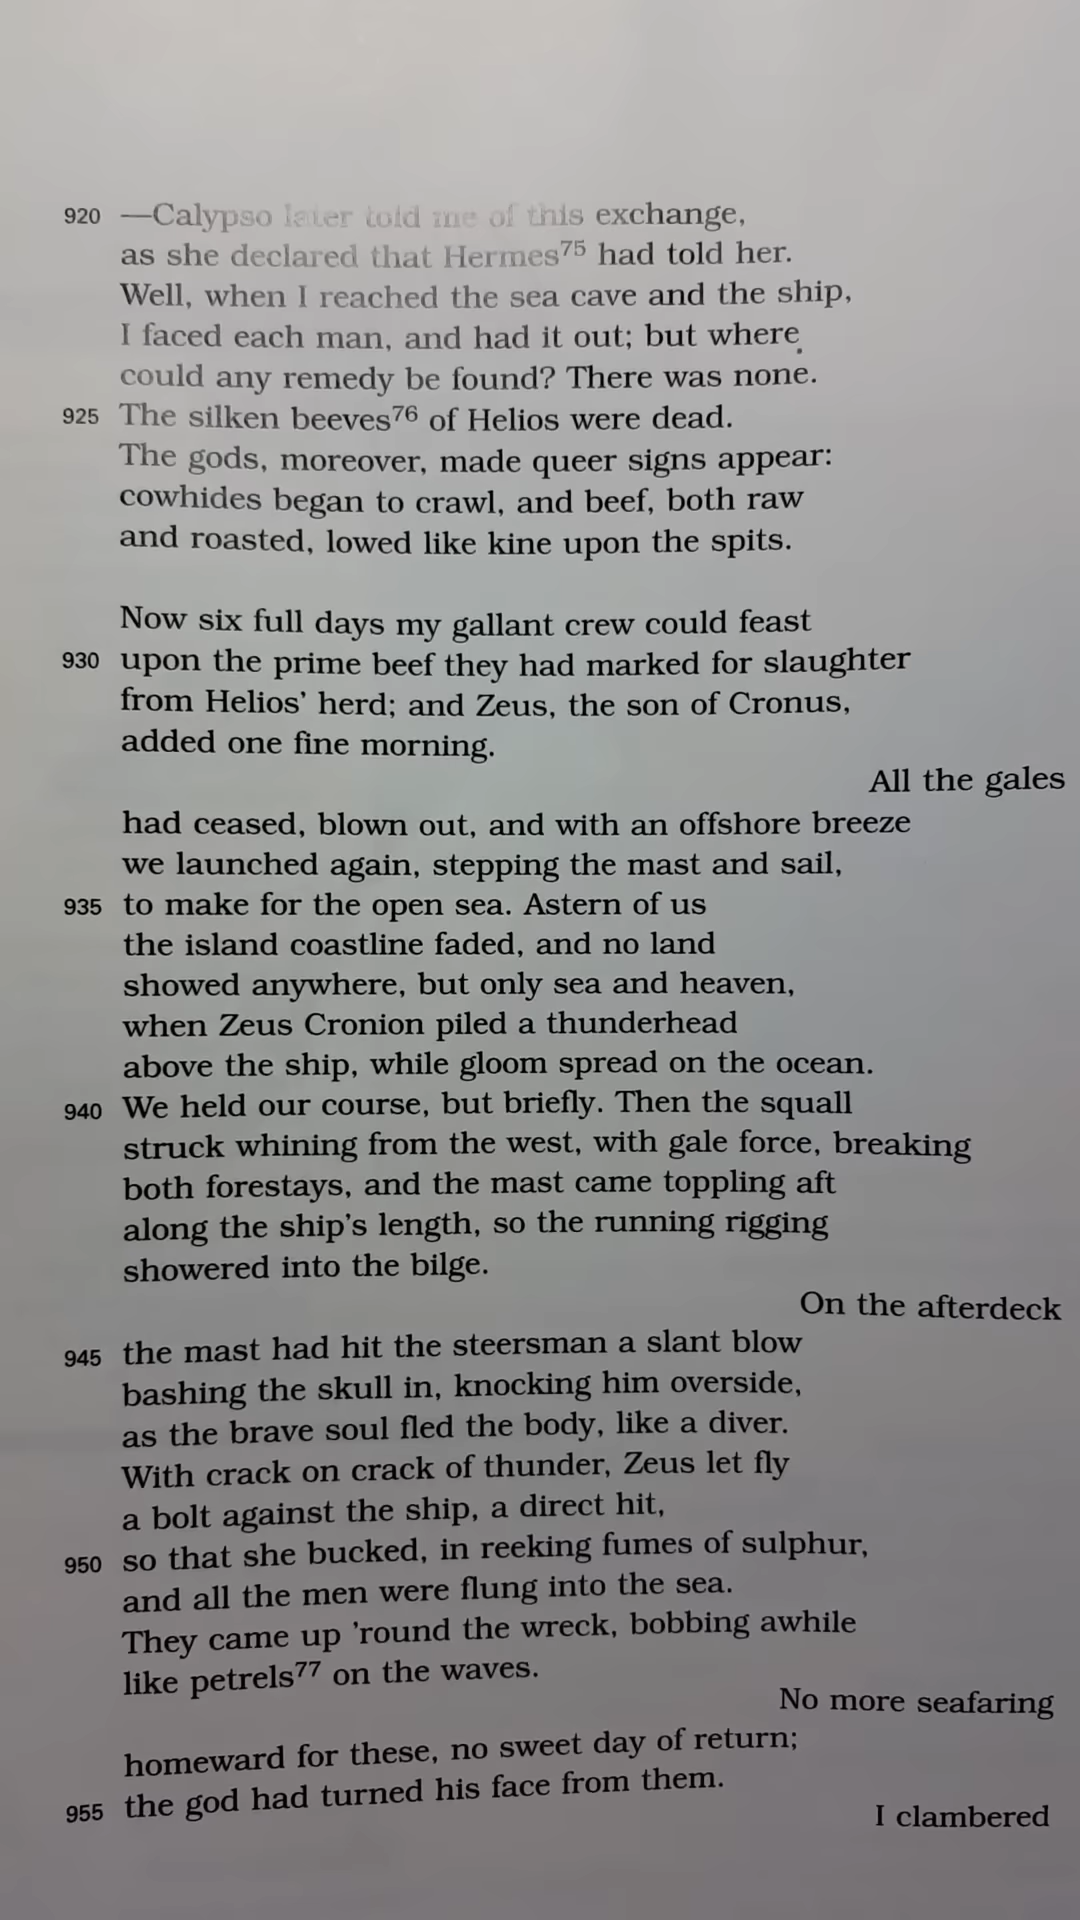 920 —Calypso later told me of this exchange,
as she declared that Hermes75 had told her.
Well, when I reached the sea cave and the ship,
I faced each man, and had it out; but where
could any remedy be found? There was none.
925 The silken beeves76 of Helios were dead.
The gods, moreover, made queer signs appear:
cowhides began to crawl, and beef, both raw
and roasted, lowed like kine upon the spits.
Now six full days my gallant crew could feast
930 upon the prime beef they had marked for slaughter
from Helios' herd; and Zeus, the son of Cronus,
added one fine morning.
All the gales
had ceased, blown out, and with an offshore breeze
we launched again, stepping the mast and sail,
935 to make for the open sea. Astern of us
the island coastline faded, and no land
showed anywhere, but only sea and heaven,
when Zeus Cronion piled a thunderhead
above the ship, while gloom spread on the ocean.
940 We held our course, but briefly. Then the squall
struck whining from the west, with gale force, breaking
both forestays, and the mast came toppling aft
along the ship's length, so the running rigging
showered into the bilge.
On the afterdeck
945 the mast had hit the steersman a slant blow
bashing the skull in, knocking him overside,
as the brave soul fled the body, like a diver.
With crack on crack of thunder, Zeus let fly
a bolt against the ship, a direct hit,
950 so that she bucked, in reeking fumes of sulphur,
and all the men were flung into the sea.
They came up 'round the wreck, bobbing awhile
like petrels77 on the waves.
No more seafaring
homeward for these, no sweet day of return;
955 the god had turned his face from them.
I clambered